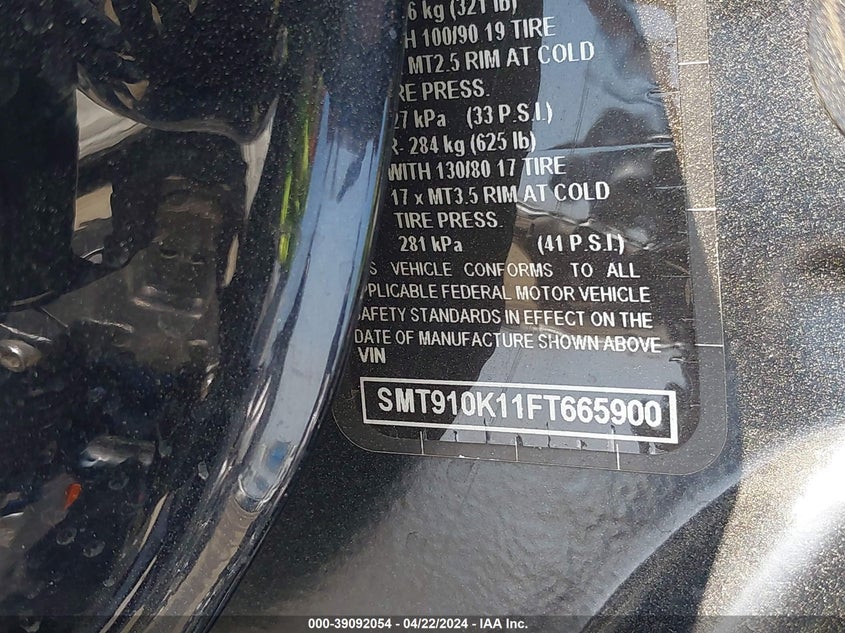 .6 kg (321 lb)
H 100/90 19 TIRE
MT2.5 RIM AT COLD
RE PRESS.
27 kPa (33 P.S.I.)
R- 284 kg (625 lb)
WITH 130/80 17 TIRE
17 x MT3.5 RIM AT COLD
TIRE PRESS.
281 kPa (41 P.S.I.)
S VEHICLE CONFORMS TO ALL
PPLICABLE FEDERAL MOTOR VEHICLE
SAFETY STANDARDS IN EFFECT ON THE
DATE OF MANUFACTURE SHOWN ABOVE
VIN
SMT910K11FT665900
000-39092054 - 04/22/2024 - IAA Inc.